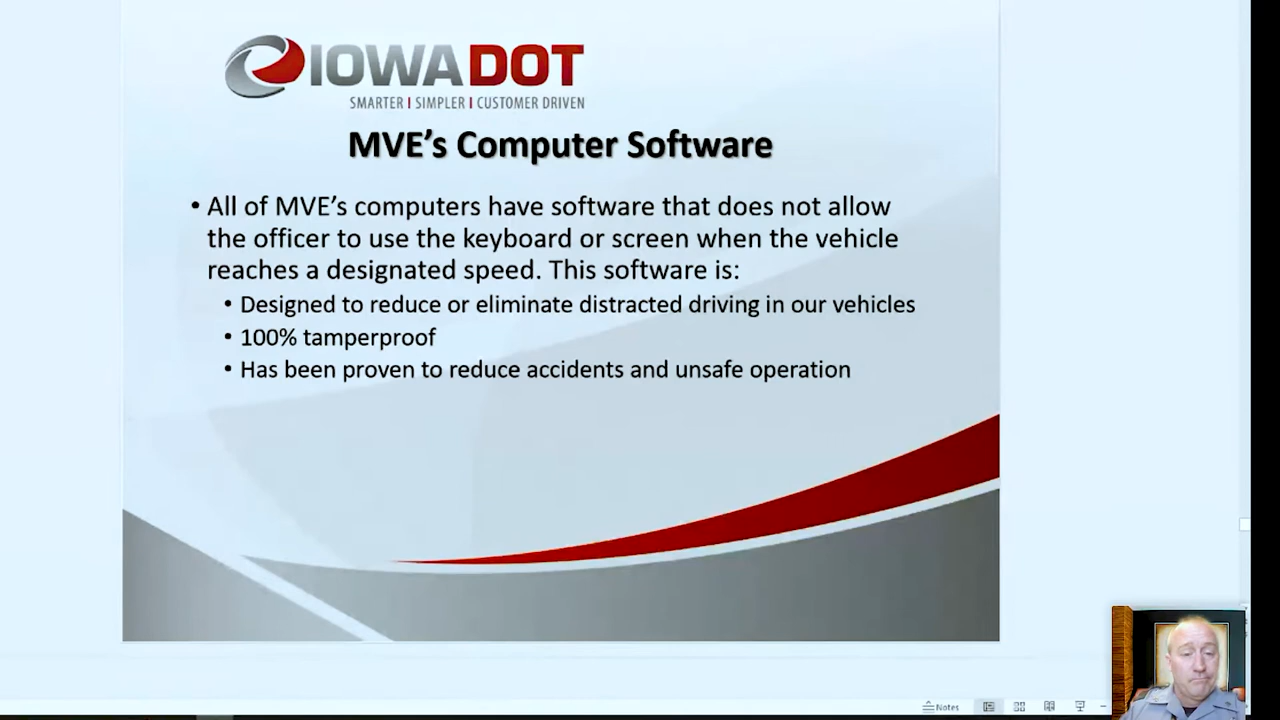 IOWADOT
SMARTER | SIMPLER | CUSTOMER DRIVEN
MVE's Computer Software
• All of MVE's computers have software that does not allow
the officer to use the keyboard or screen when the vehicle
reaches a designated speed. This software is:
• Designed to reduce or eliminate distracted driving in our vehicles
• 100% tamperproof
• Has been proven to reduce accidents and unsafe operation
Notes